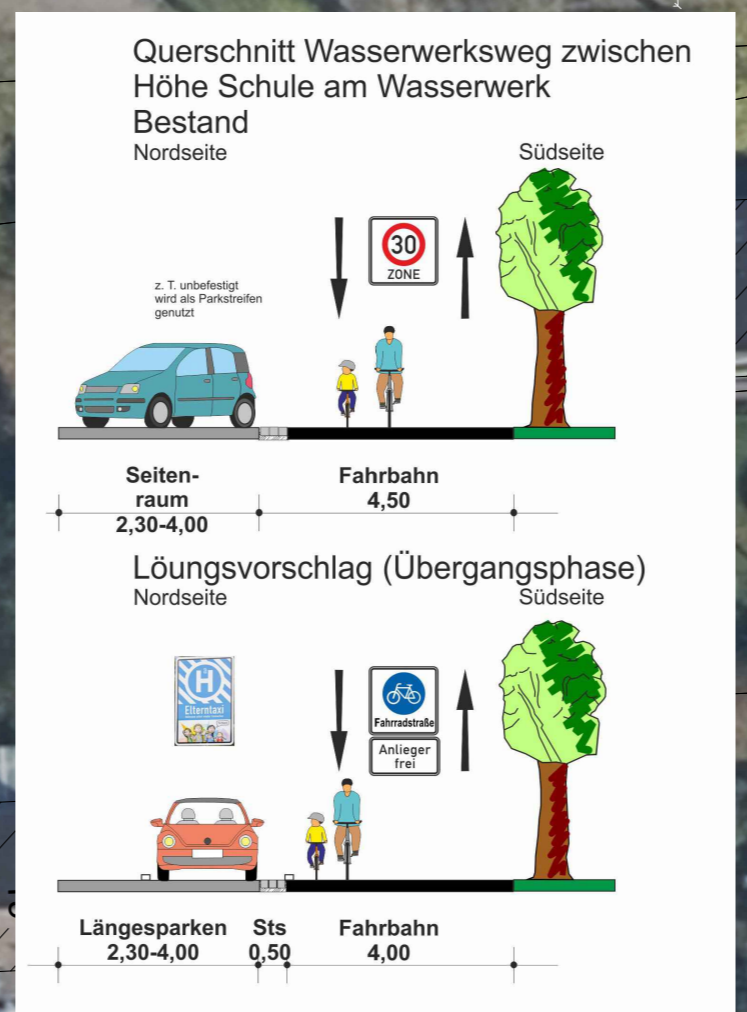 Querschnitt Wasserwerksweg zwischen
Höhe Schule am Wasserwerk
Bestand
Nordseite
Südseite
30
ZONE
z. T. unbefestigt
wird als Parkstreifen
genutzt
Seiten-
raum
2,30-4,00
Fahrbahn
4,50
Löungsvorschlag (Übergangsphase)
Nordseite
Südseite
H
Elterntaxi
Fahrradstraße
Anlieger
frei
Längesparken
2,30-4,00
Sts
0,50
Fahrbahn
4,00